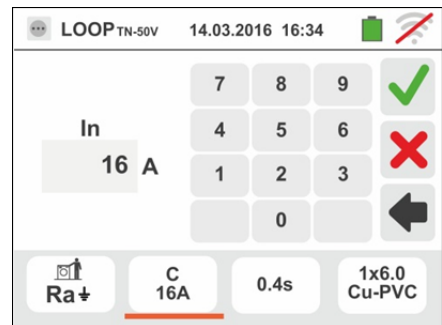 LOOP TN-50V 14.03.2016 16:34
In
16 A
7 8 9
4 5 6
1 2 3
0
Ra
C
16A
0.4s
1x6.0
Cu-PVC